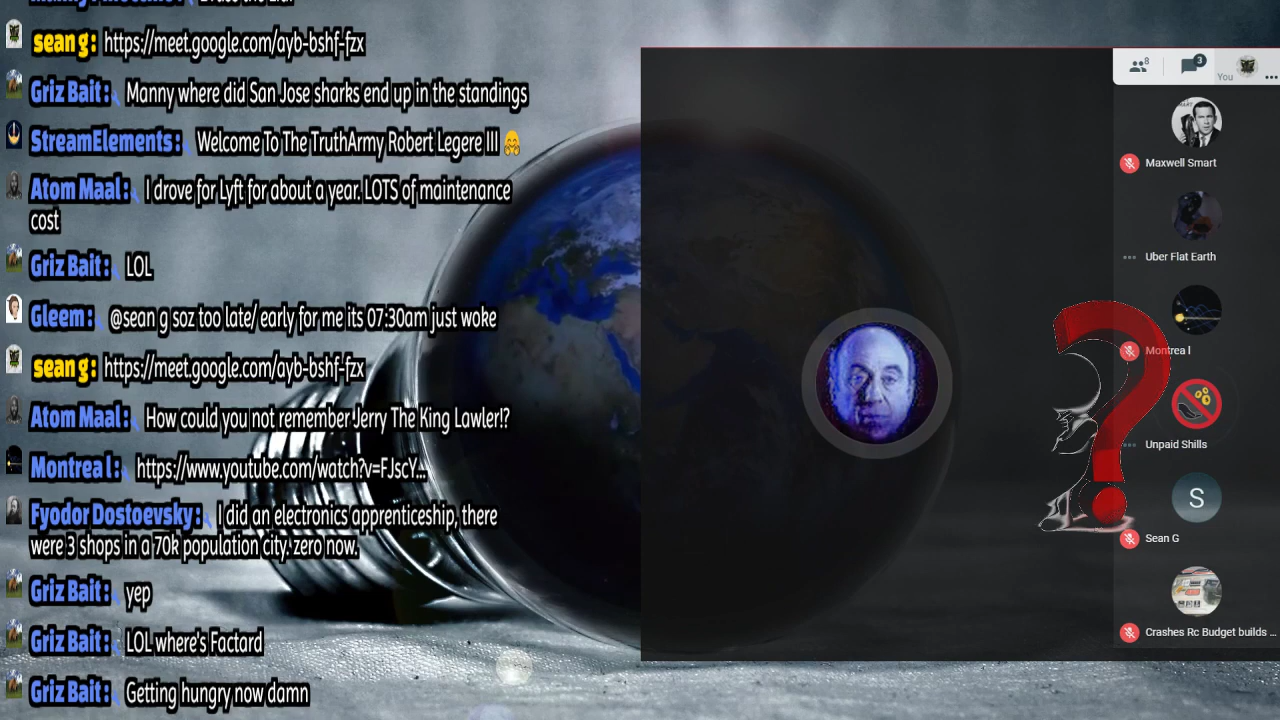 sean g: https://meet.google.com/ayb-bshf-fzx
Griz Bait: Manny where did San Jose sharks end up in the standings
StreamElements: Welcome To The TruthArmy Robert Legere III 🤗
Atom Maal: I drove for Lyft for about a year. LOTS of maintenance
cost
Griz Bait: LOL
Gleem: @sean g soz too late/ early for me its 07:30am just woke
sean g: https://meet.google.com/ayb-bshf-fzx
Atom Maal: How could you not remember Jerry The King Lawler!?
Montrea l: https://www.youtube.com/watch?v=FJscY...
Fyodor Dostoevsky: I did an electronics apprenticeship, there
were 3 shops in a 70k population city. zero now.
Griz Bait: yep
Griz Bait: LOL where's Factard
Griz Bait: Getting hungry now damn
8
3
You
Maxwell Smart
Uber Flat Earth
Montrea l
Unpaid Shills
S
Sean G
Crashes Rc Budget builds ...